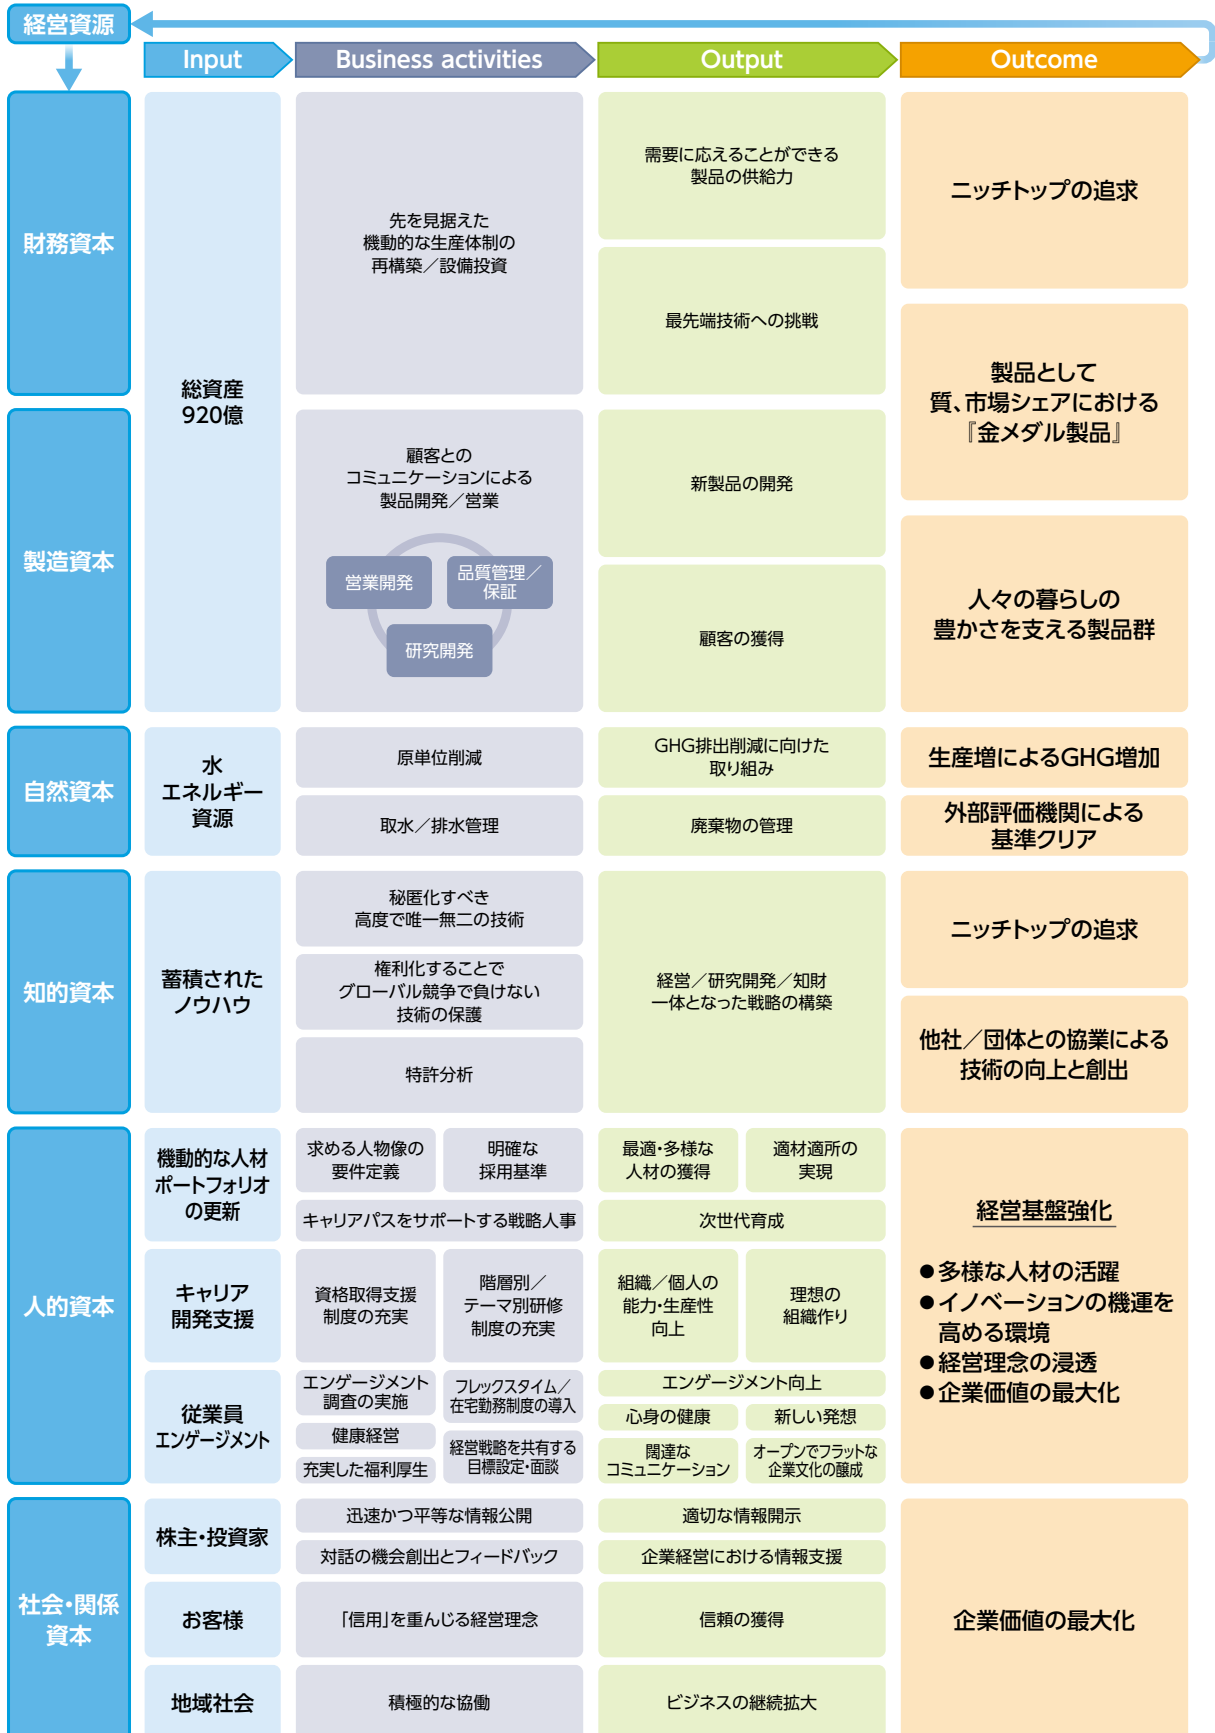 経営資源
Input
Business activities
Output
Outcome
財務資本
製造資本
総資産
920億
先を見据えた
機動的な生産体制の
再構築／設備投資
顧客との
コミュニケーションによる
製品開発／営業
営業開発
品質管理／
保証
研究開発
需要に応えることができる
製品の供給力
最先端技術への挑戦
新製品の開発
顧客の獲得
ニッチトップの追求
製品として
質、市場シェアにおける
『金メダル製品』
人々の暮らしの
豊かさを支える製品群
自然資本
水
エネルギー
資源
原単位削減
取水／排水管理
GHG排出削減に向けた
取り組み
廃棄物の管理
生産増によるGHG増加
外部評価機関による
基準クリア
知的資本
蓄積された
ノウハウ
秘匿化すべき
高度で唯一無二の技術
権利化することで
グローバル競争で負けない
技術の保護
特許分析
経営／研究開発／知財
一体となった戦略の構築
ニッチトップの追求
他社／団体との協業による
技術の向上と創出
人的資本
機動的な人材
ポートフォリオ
の更新
求める人物像の
要件定義
明確な
採用基準
キャリアパスをサポートする戦略人事
最適・多様な
人材の獲得
適材適所の
実現
次世代育成
キャリア
開発支援
資格取得支援
制度の充実
階層別／
テーマ別研修
制度の充実
組織／個人の
能力・生産性
向上
理想の
組織作り
従業員
エンゲージメント
エンゲージメント
調査の実施
健康経営
充実した福利厚生
フレックスタイム／
在宅勤務制度の導入
経営戦略を共有する
目標設定・面談
エンゲージメント向上
心身の健康
新しい発想
闊達な
コミュニケーション
オープンでフラットな
企業文化の醸成
経営基盤強化
●多様な人材の活躍
●イノベーションの機運を
高める環境
●経営理念の浸透
●企業価値の最大化
社会・関係
資本
株主・投資家
迅速かつ平等な情報公開
対話の機会創出とフィードバック
適切な情報開示
企業経営における情報支援
お客様
「信用」を重んじる経営理念
信頼の獲得
地域社会
積極的な協働
ビジネスの継続拡大
企業価値の最大化